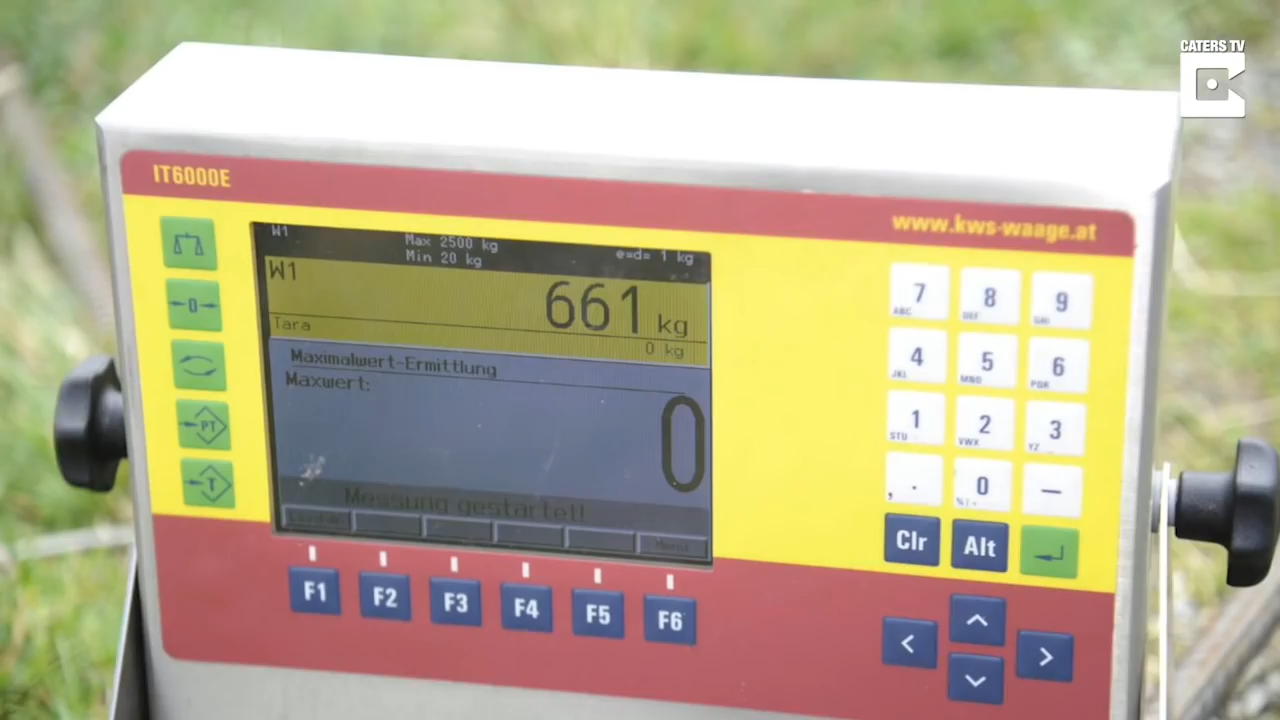 CATERS TV
IT6000E
www.kws-waage.at
W1
Max 2500 kg
Min 20 kg
e=d= 1 kg
W1
661 kg
Tara
0 kg
Maximalwert-Ermittlung
Maxwert:
0
Messung gestartet!
0
PT
T
7 8 9
ABC DEF GHI
4 5 6
JKL MNO PQR
1 2 3
STU VWX YZ
, . 0 —
Clr Alt
F1 F2 F3 F4 F5 F6